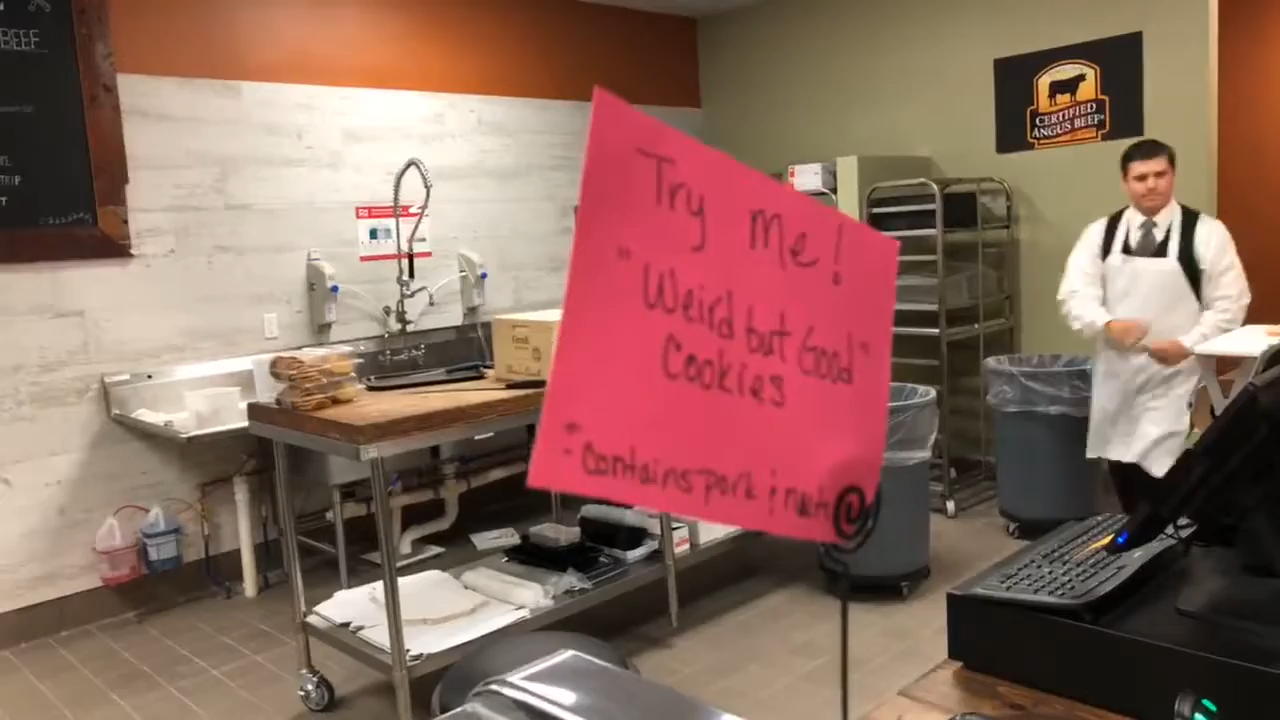 BEEF
Try Me!
"Weird but Good"
Cookies
- contains pork & nuts
CERTIFIED
ANGUS BEEF